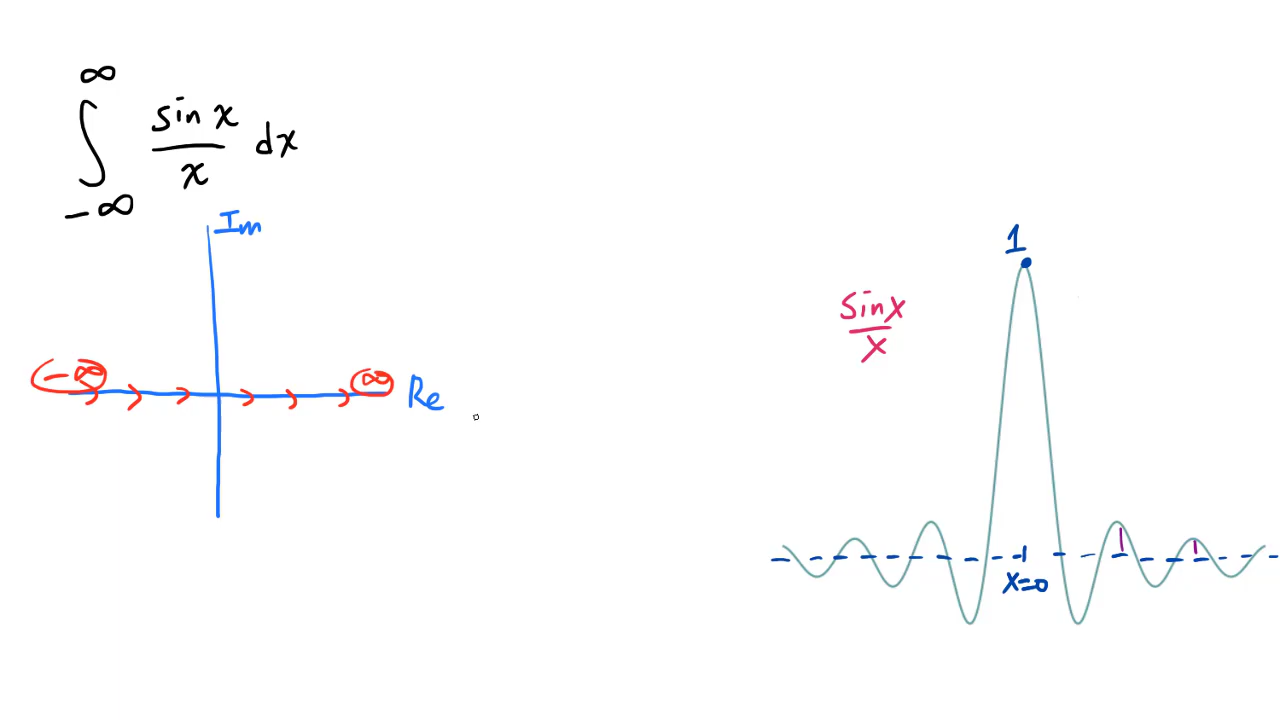 ∞
∫ sin x / x dx
-∞
Im
-∞
∞
Re
1
sin x / x
x=0